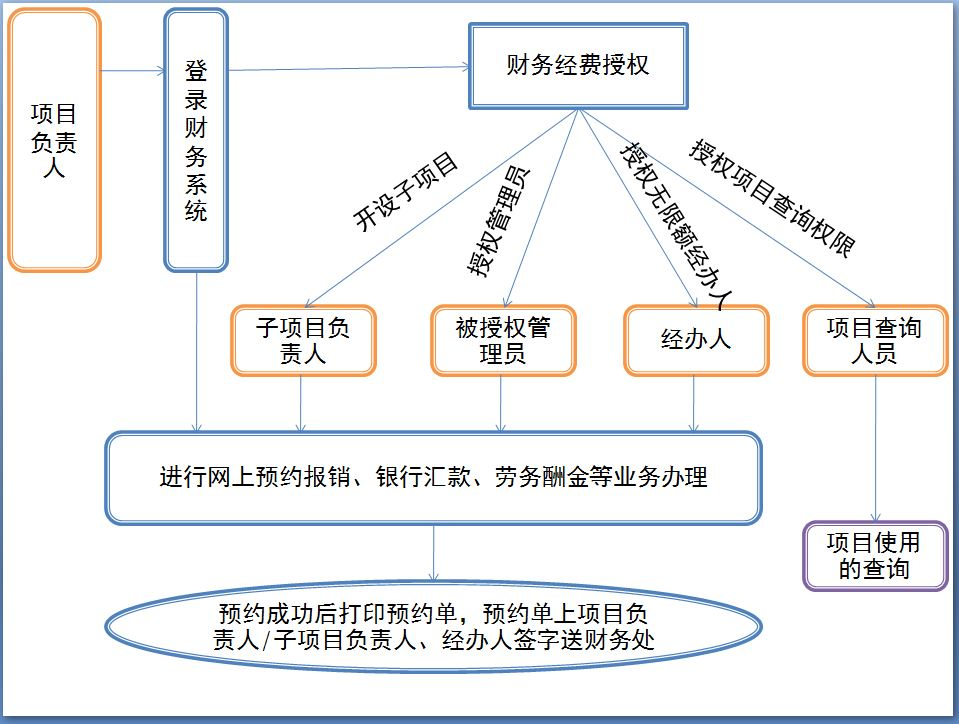 项目
负责
人
登
录
财
务
系
统
财务经费授权
开设子项目
授权管理员
授权无限额经办人
授权项目查询权限
子项目负
责人
被授权管
理员
经办人
项目查询
人员
进行网上预约报销、银行汇款、劳务酬金等业务办理
项目使用
的查询
预约成功后打印预约单，预约单上项目负
责人/子项目负责人、经办人签字送财务处